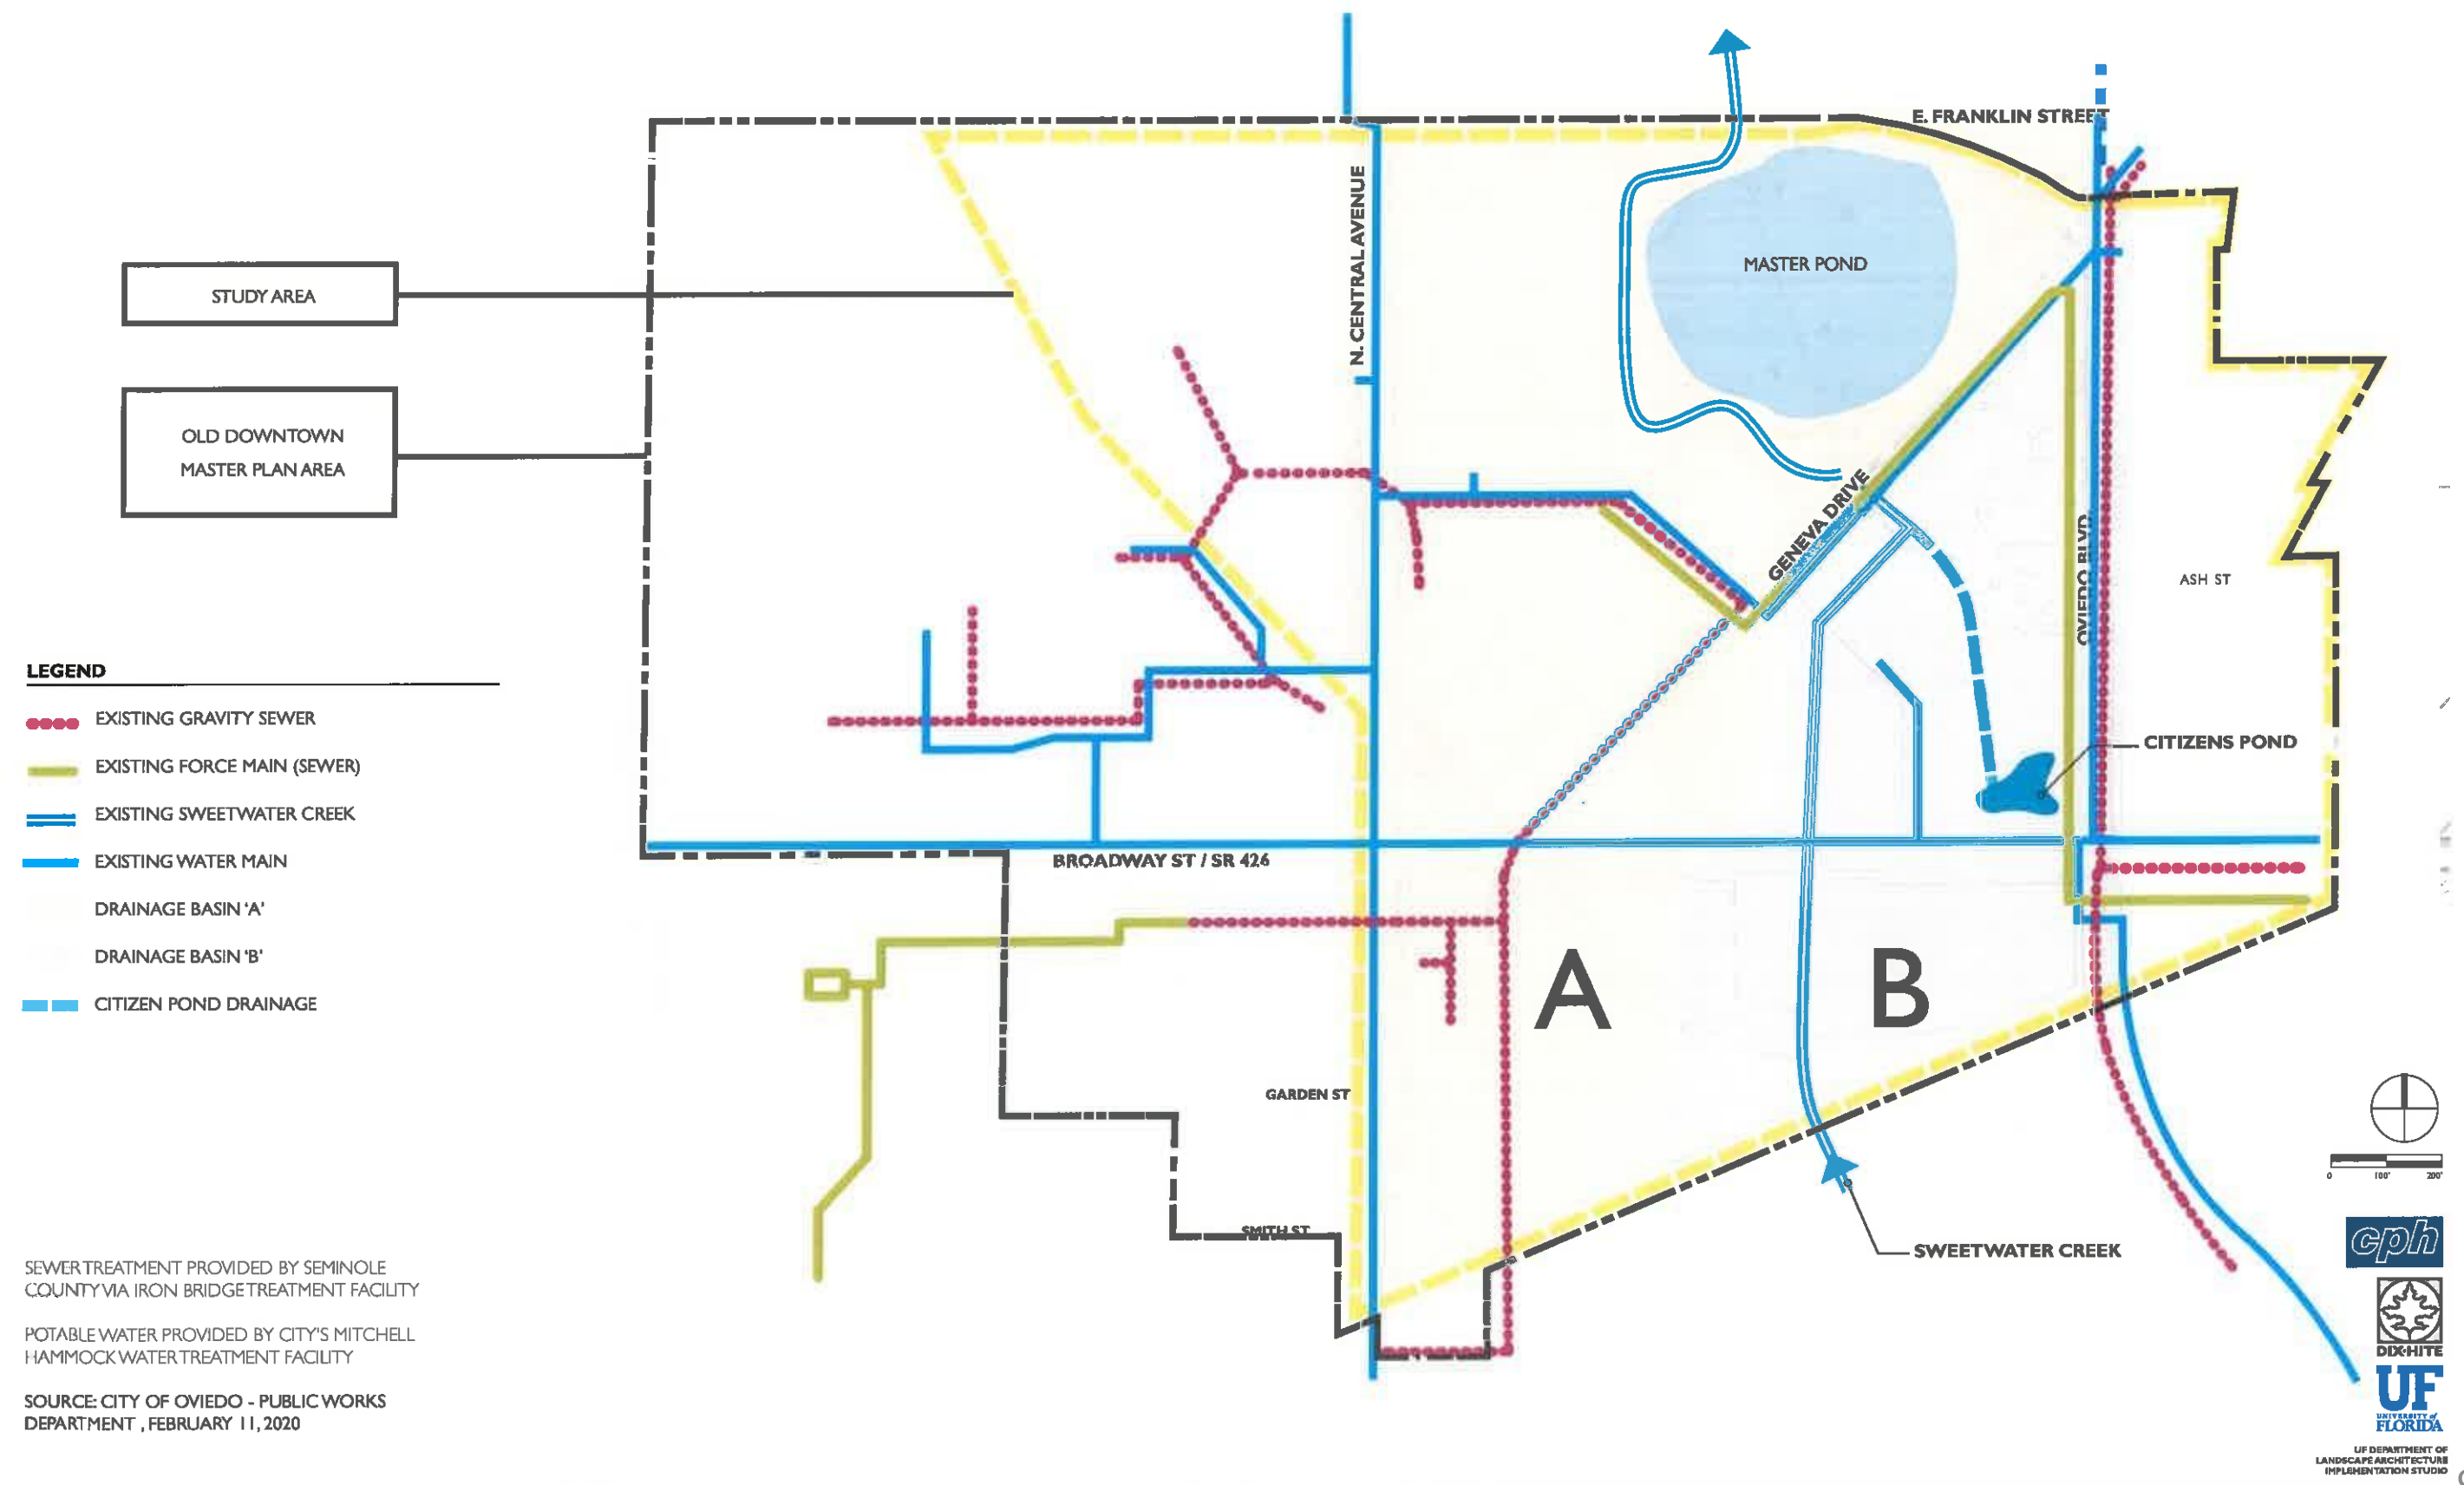 E. FRANKLIN STREET
N. CENTRAL AVENUE
MASTER POND
STUDY AREA
OLD DOWNTOWN
MASTER PLAN AREA
GENEVA DRIVE
OVIEDO BLVD
ASH ST
LEGEND
EXISTING GRAVITY SEWER
EXISTING FORCE MAIN (SEWER)
EXISTING SWEETWATER CREEK
EXISTING WATER MAIN
DRAINAGE BASIN 'A'
DRAINAGE BASIN 'B'
CITIZEN POND DRAINAGE
CITIZENS POND
BROADWAY ST / SR 426
A
B
GARDEN ST
SMITH ST
SWEETWATER CREEK
0 100' 200'
SEWER TREATMENT PROVIDED BY SEMINOLE
COUNTY VIA IRON BRIDGE TREATMENT FACILITY
POTABLE WATER PROVIDED BY CITY'S MITCHELL
HAMMOCK WATER TREATMENT FACILITY
SOURCE: CITY OF OVIEDO - PUBLIC WORKS
DEPARTMENT , FEBRUARY 11, 2020
cph
DIX•HITE
UF
UNIVERSITY of
FLORIDA
UF DEPARTMENT OF
LANDSCAPE ARCHITECTURE
IMPLEMENTATION STUDIO